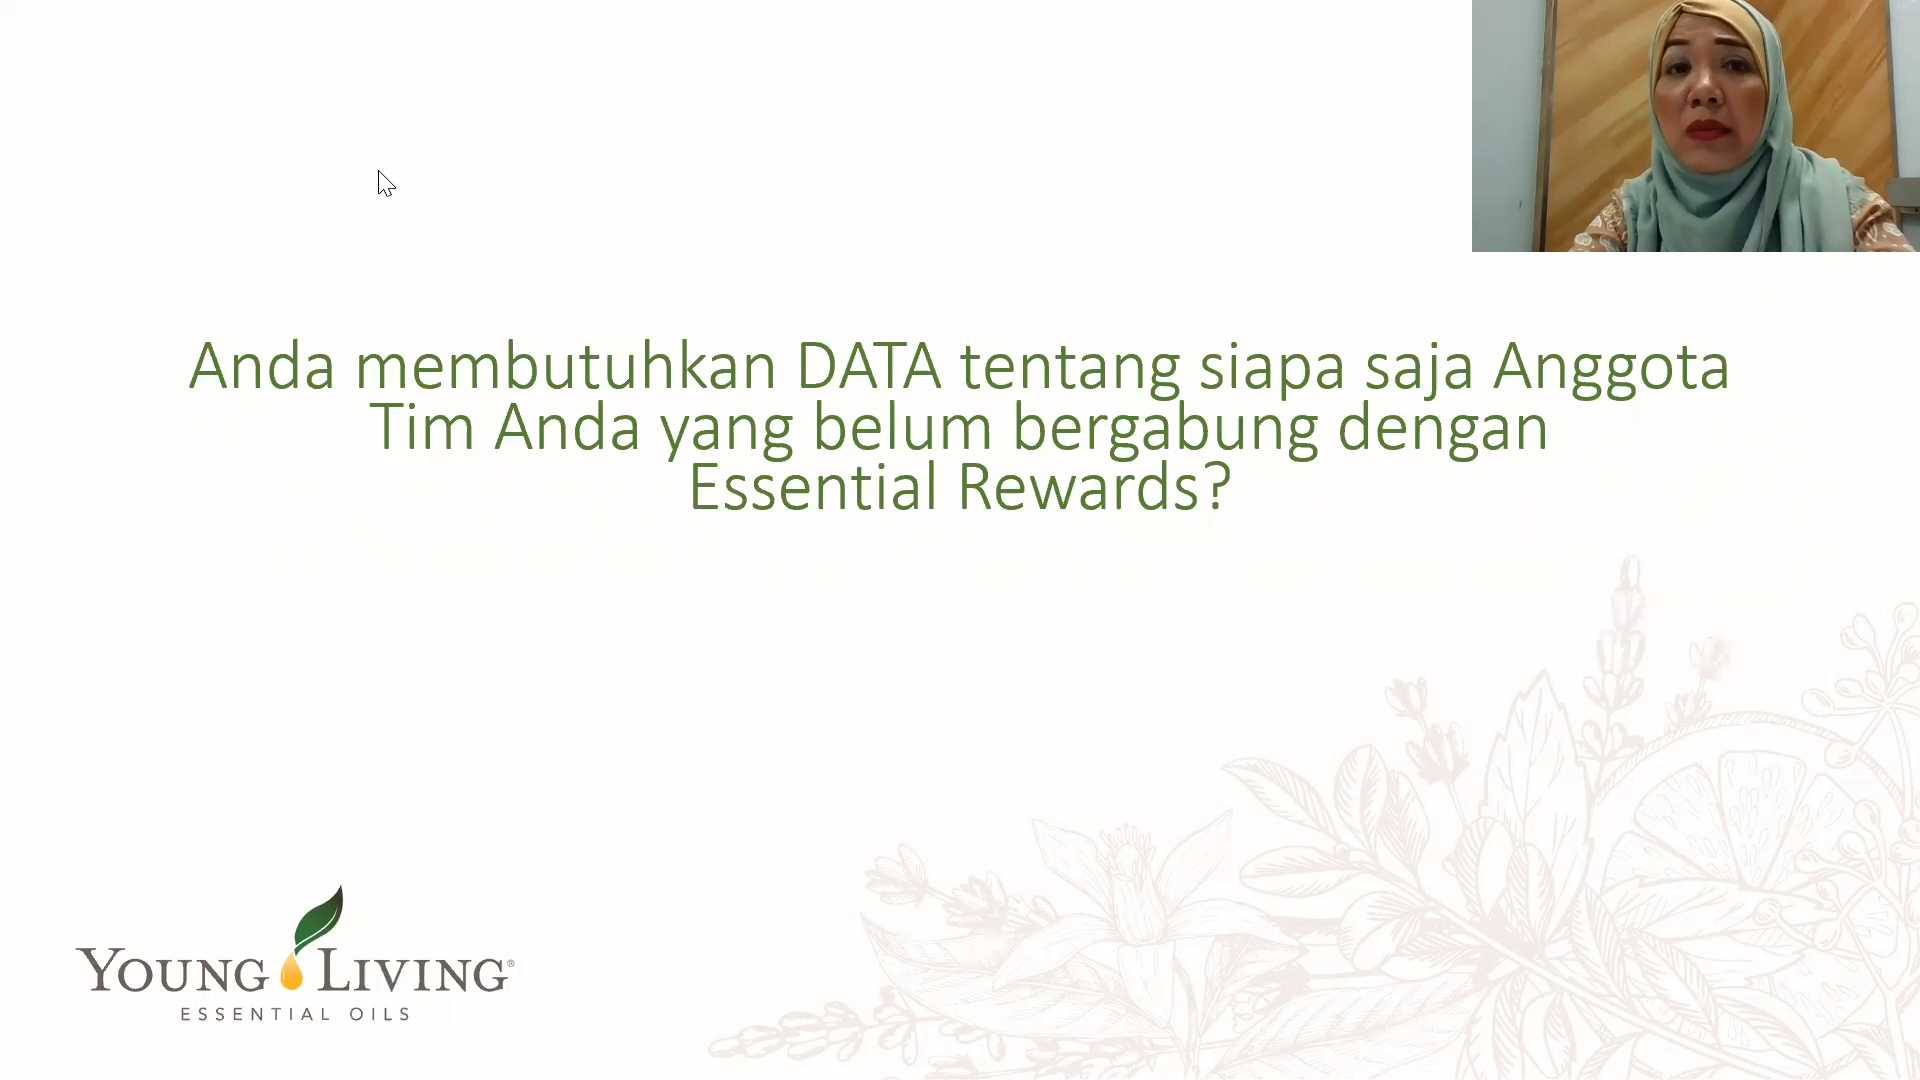 Anda membutuhkan DATA tentang siapa saja Anggota
Tim Anda yang belum bergabung dengan
Essential Rewards?
YOUNG LIVING®
ESSENTIAL OILS